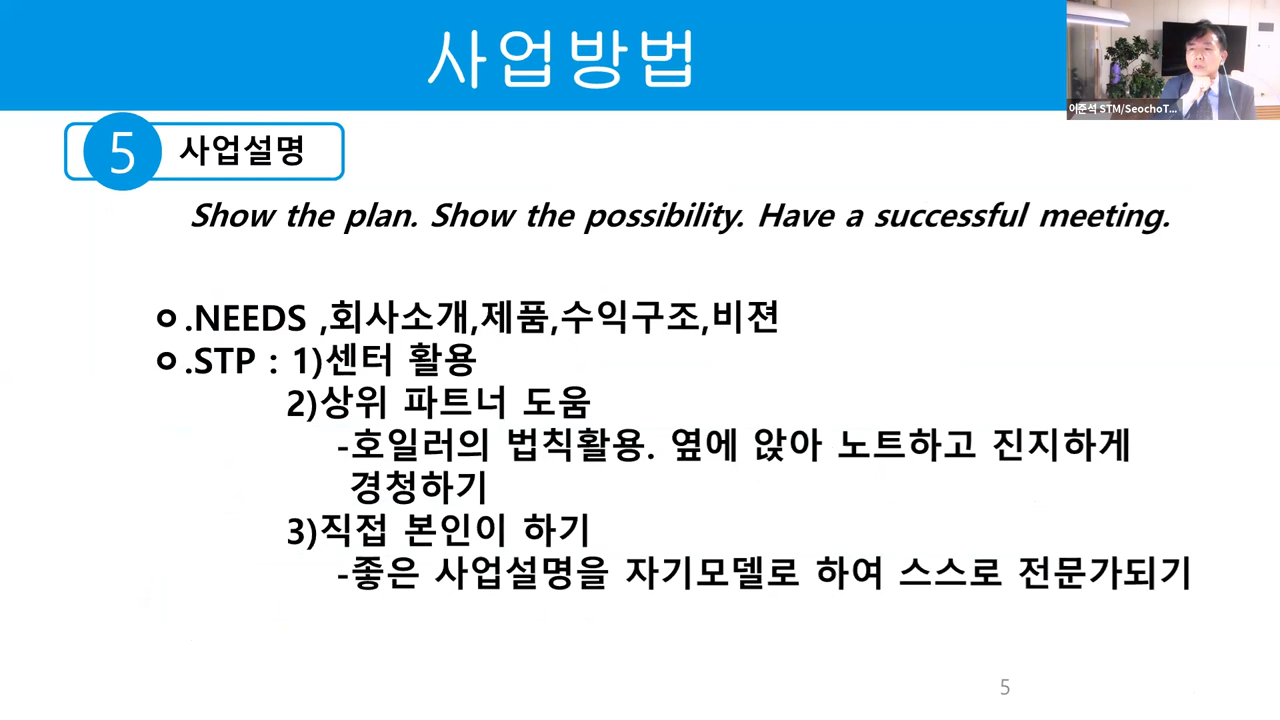 사업방법
이준석 STM/SeochoT...
5 사업설명
Show the plan. Show the possibility. Have a successful meeting.
ㅇ.NEEDS ,회사소개,제품,수익구조,비젼
ㅇ.STP : 1)센터 활용
2)상위 파트너 도움
-호일러의 법칙활용. 옆에 앉아 노트하고 진지하게
경청하기
3)직접 본인이 하기
-좋은 사업설명을 자기모델로 하여 스스로 전문가되기
5